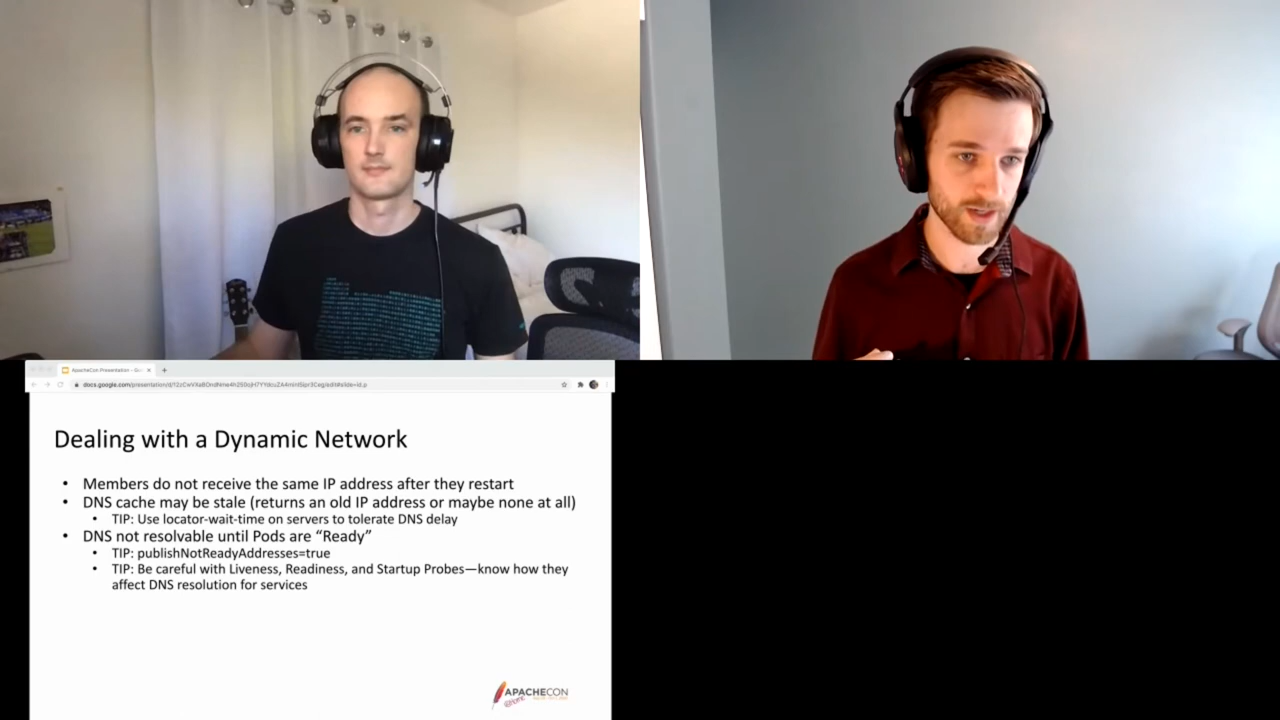 ApacheCon Presentation
Dealing with a Dynamic Network
• Members do not receive the same IP address after they restart
• DNS cache may be stale (returns an old IP address or maybe none at all)
• TIP: Use locator-wait-time on servers to tolerate DNS delay
• DNS not resolvable until Pods are “Ready”
• TIP: publishNotReadyAddresses=true
• TIP: Be careful with Liveness, Readiness, and Startup Probes—know how they
affect DNS resolution for services
APACHECON
@HOME